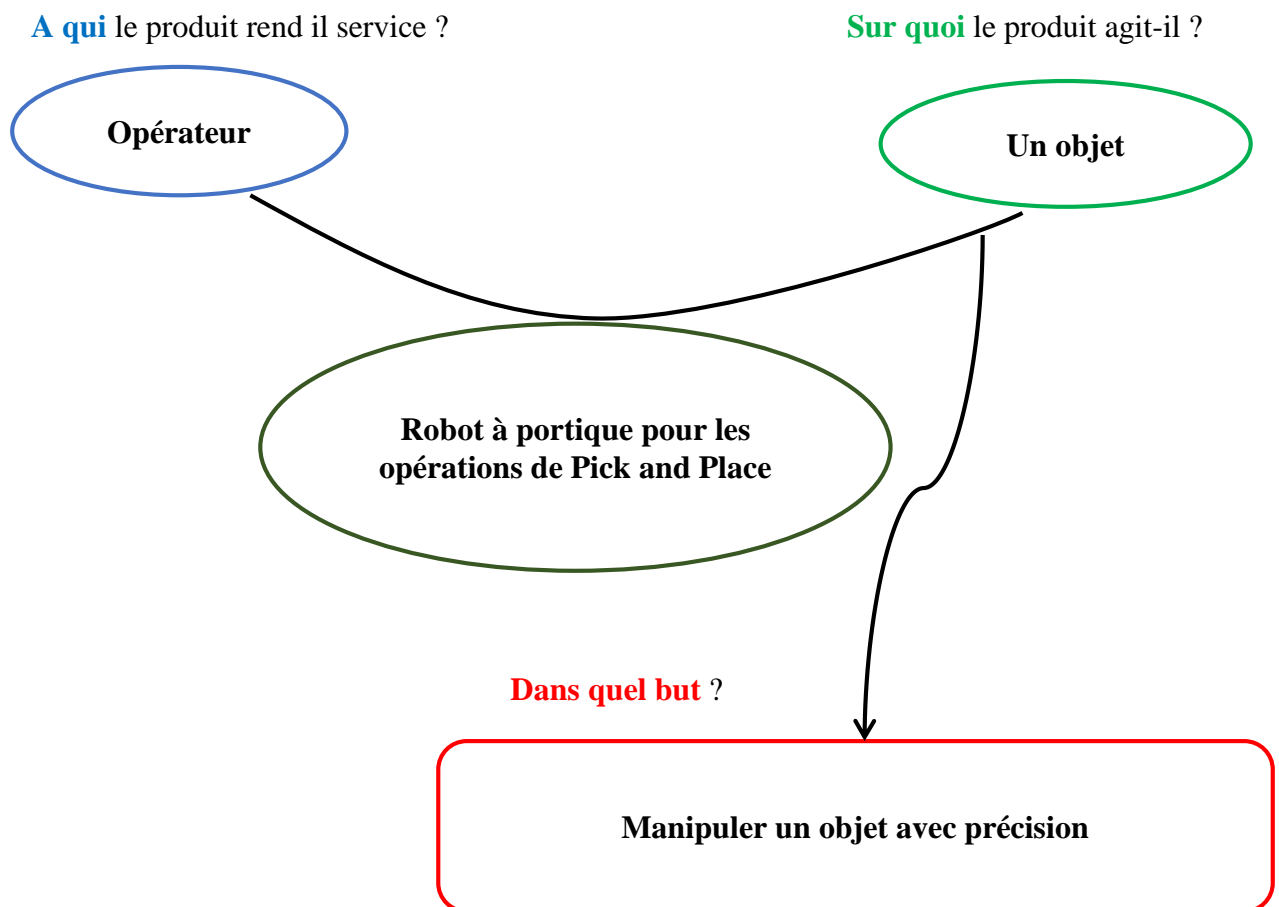 A qui le produit rend il service ?
Sur quoi le produit agit-il ?
Opérateur
Un objet
Robot à portique pour les
opérations de Pick and Place
Dans quel but ?
Manipuler un objet avec précision